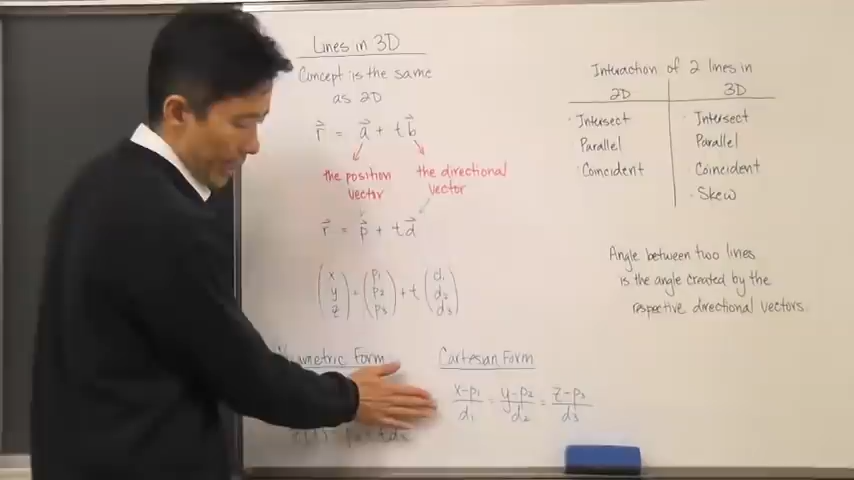 Lines in 3D
Concept is the same
as 2D
r⃗ = a⃗ + t b⃗
the position vector
the directional vector
r⃗ = p⃗ + t d⃗
(x y z) = (p₁ p₂ p₃) + t (d₁ d₂ d₃)
Form
Cartesian Form
x-p₁/d₁ = y-p₂/d₂ = z-p₃/d₃
Interaction of 2 lines in
2D 3D
· Intersect · Intersect
Parallel Parallel
· Coincident Coincident
· Skew
Angle between two lines
is the angle created by the
respective directional vectors.